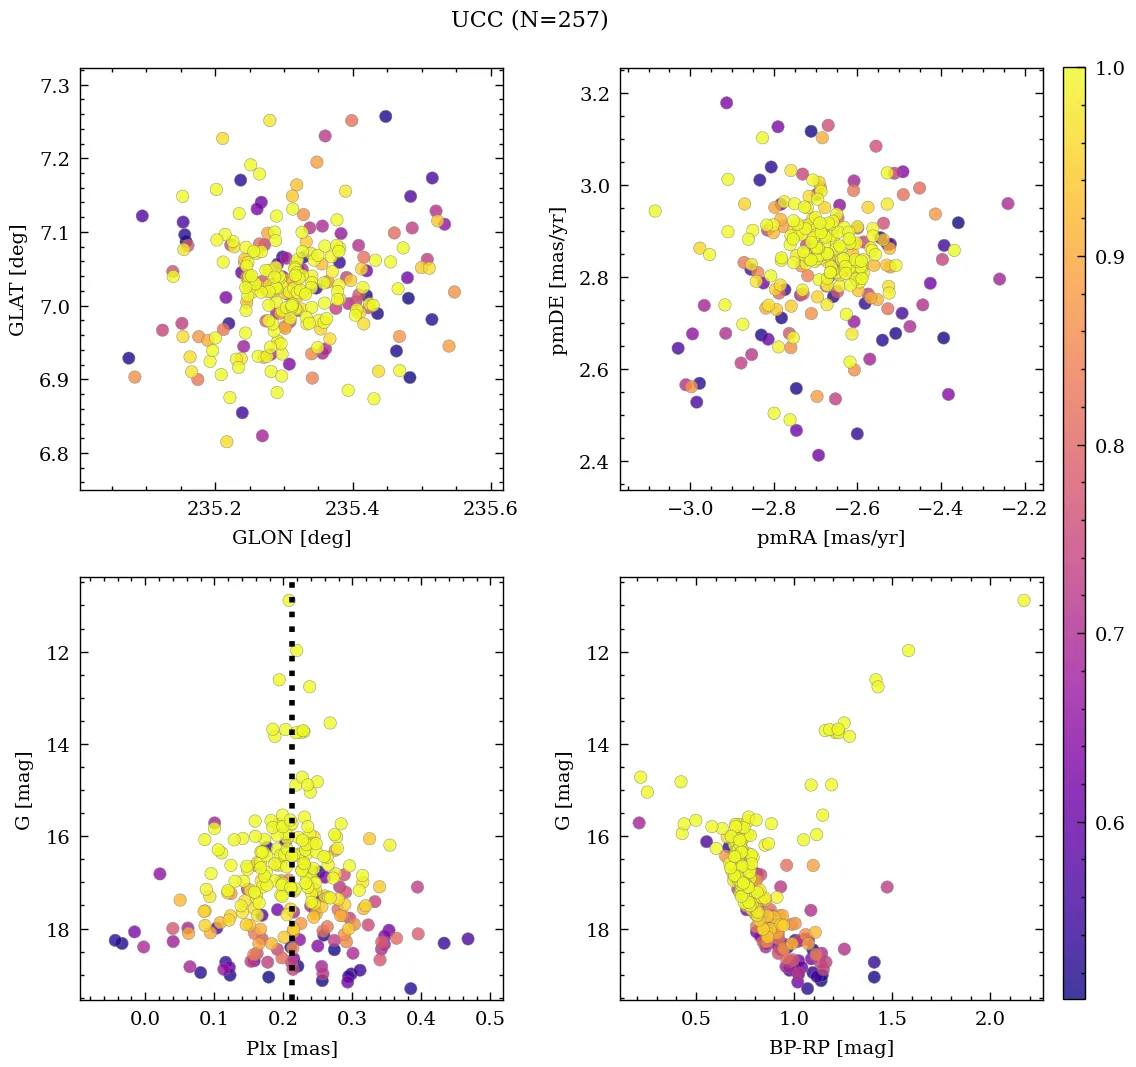 UCC (N=257)
7.3
7.2
7.1
7.0
6.9
6.8
GLAT [deg]
235.2 235.4 235.6
GLON [deg]
3.2
3.0
2.8
2.6
2.4
pmDE [mas/yr]
−3.0 −2.8 −2.6 −2.4 −2.2
pmRA [mas/yr]
12
14
16
18
G [mag]
0.0 0.1 0.2 0.3 0.4 0.5
Plx [mas]
12
14
16
18
G [mag]
0.5 1.0 1.5 2.0
BP-RP [mag]
1.0
0.9
0.8
0.7
0.6